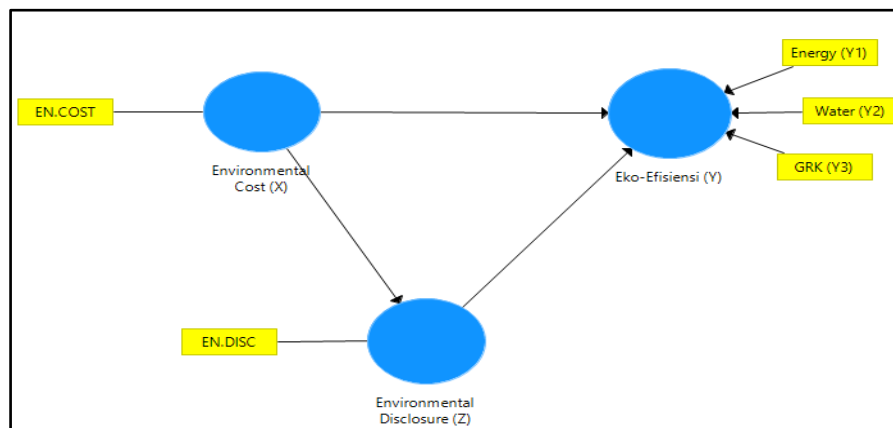 Energy (Y1)
EN.COST
Water (Y2)
Environmental
Cost (X)
Eko-Efisiensi (Y)
GRK (Y3)
EN.DISC
Environmental
Disclosure (Z)